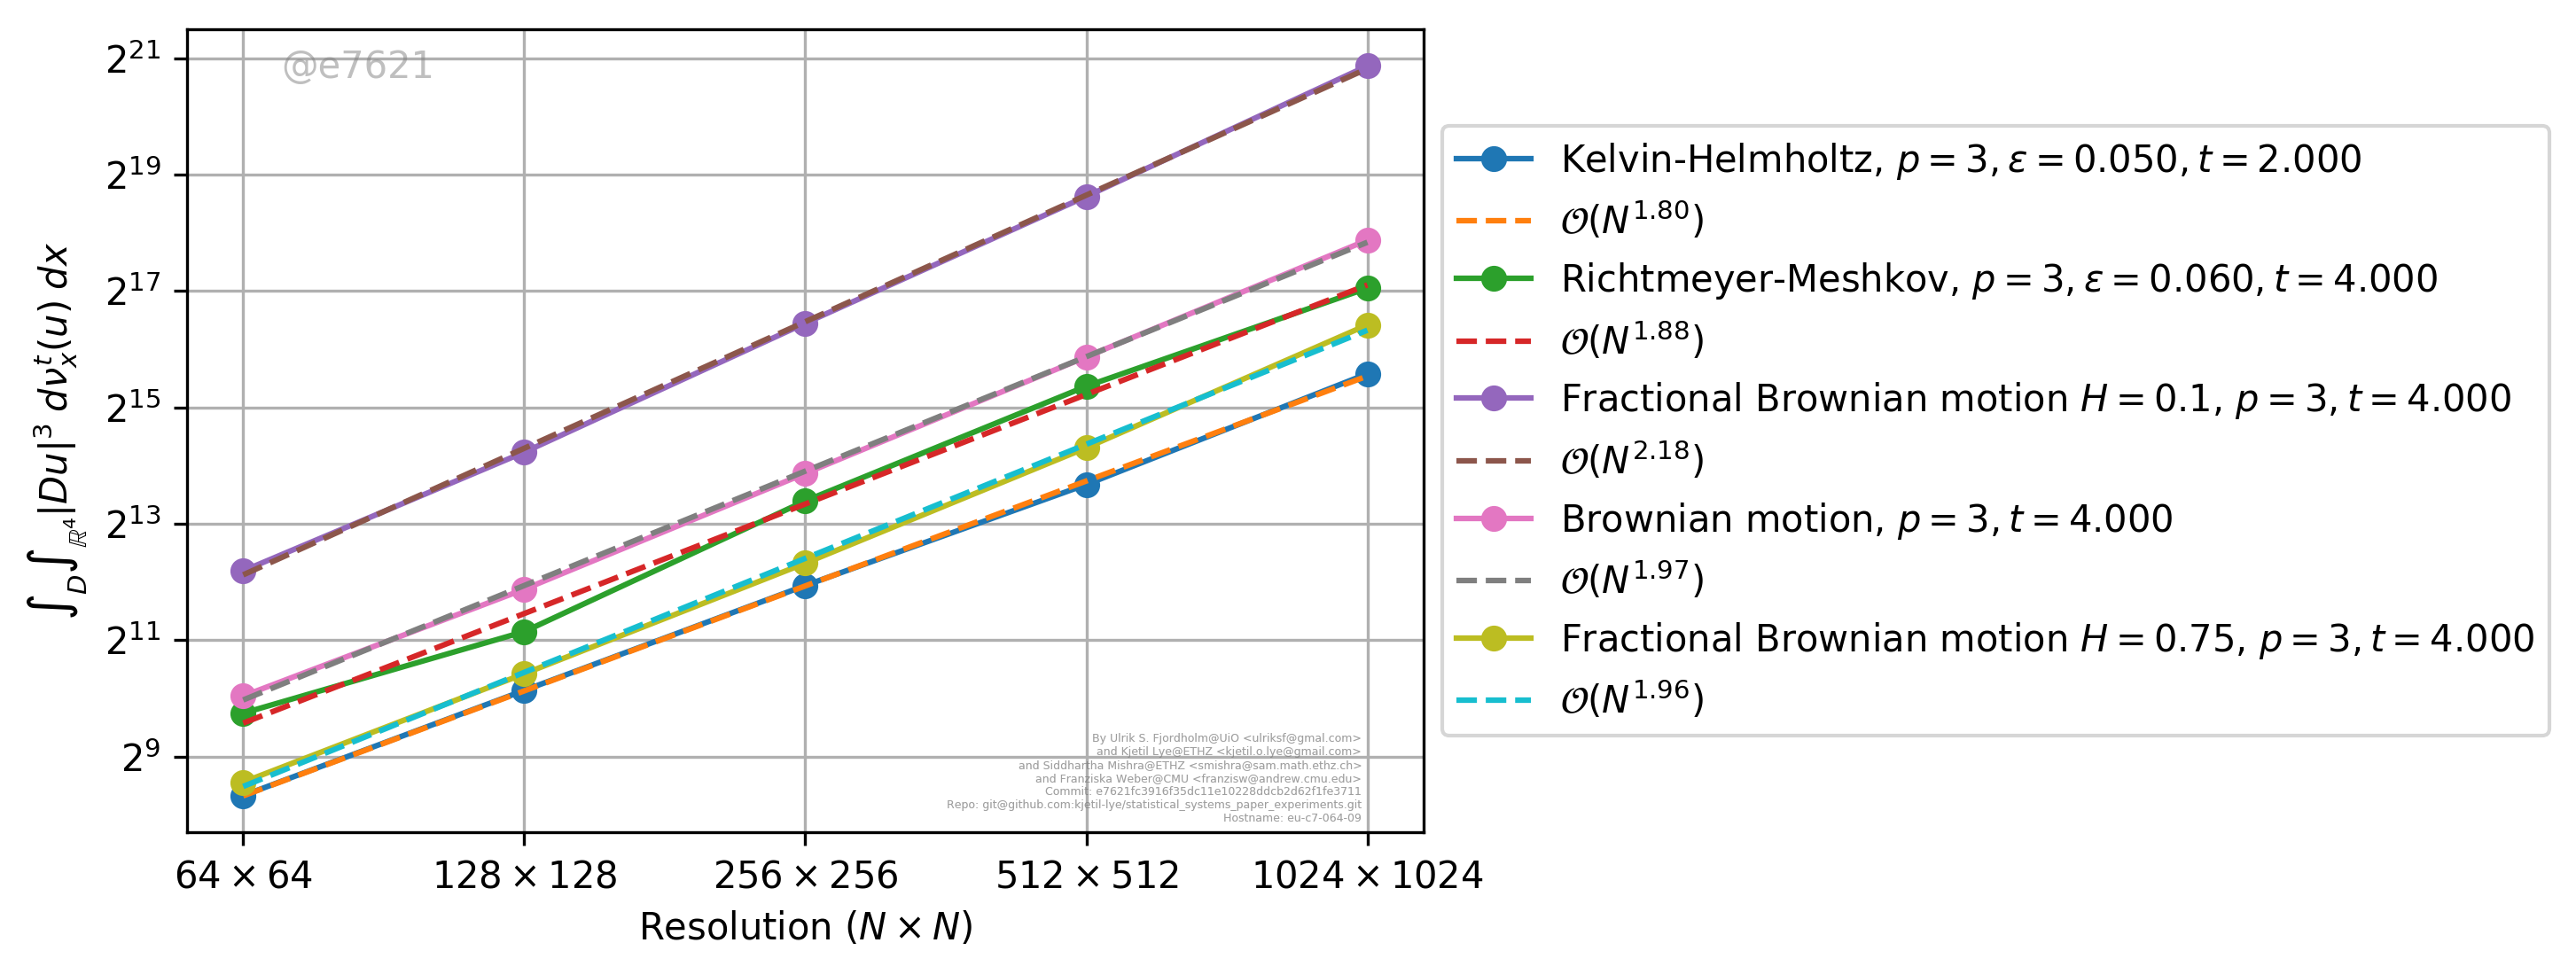 @e7621
2^21
2^19
2^17
2^15
2^13
2^11
2^9
∫_D ∫_{ℝ^4} |Du|^3 dν_x^t(u) dx
64 × 64
128 × 128
256 × 256
512 × 512
1024 × 1024
Resolution (N × N)
By Ulrik S. Fjordholm@UiO <ulriksf@gmal.com>
and Kjetil Lye@ETHZ <kjetil.o.lye@gmail.com>
and Siddhartha Mishra@ETHZ <smishra@sam.math.ethz.ch>
and Franziska Weber@CMU <franzisw@andrew.cmu.edu>
Commit: e7621fc3916f35dc11e10228ddcb2d62f1fe3711
Repo: git@github.com:kjetil-lye/statistical_systems_paper_experiments.git
Hostname: eu-c7-064-09
Kelvin-Helmholtz, p = 3, ε = 0.050, t = 2.000
𝒪(N^1.80)
Richtmeyer-Meshkov, p = 3, ε = 0.060, t = 4.000
𝒪(N^1.88)
Fractional Brownian motion H = 0.1, p = 3, t = 4.000
𝒪(N^2.18)
Brownian motion, p = 3, t = 4.000
𝒪(N^1.97)
Fractional Brownian motion H = 0.75, p = 3, t = 4.000
𝒪(N^1.96)